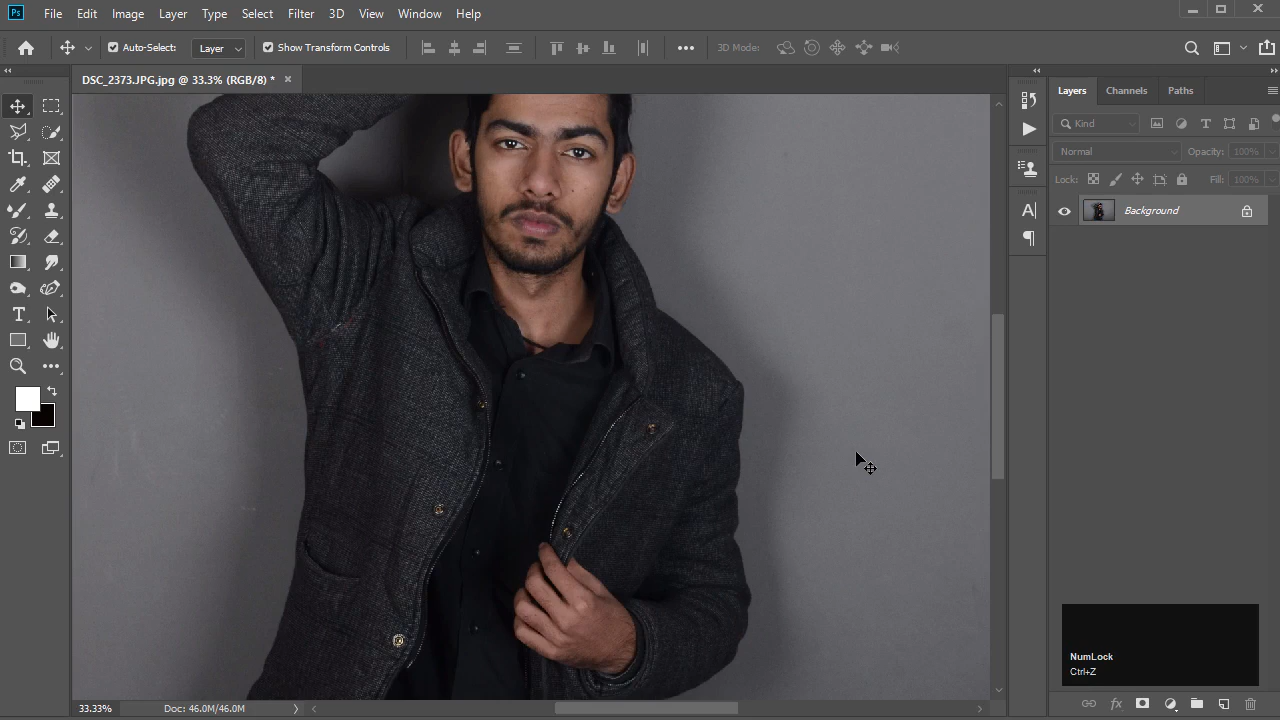 Ps File Edit Image Layer Type Select Filter 3D View Window Help
Auto-Select: Layer Show Transform Controls 3D Mode:
DSC_2373.JPG.jpg @ 33.3% (RGB/8) *
Layers Channels Paths
Kind
Normal Opacity: 100%
Lock: Fill: 100%
Background
NumLock
Ctrl+Z
33.33% Doc: 46.0M/46.0M